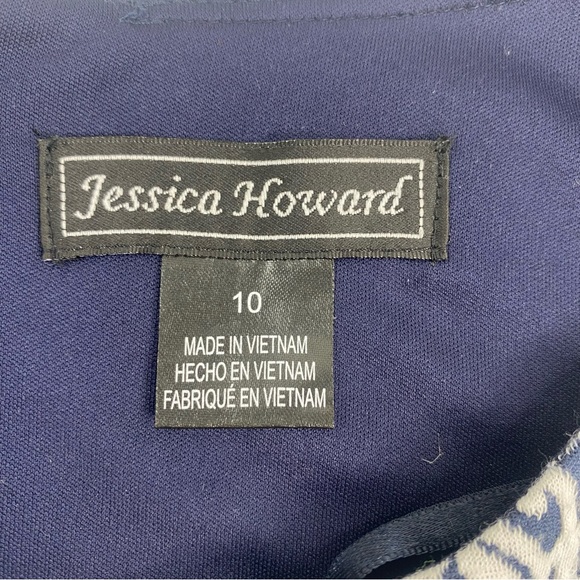 Jessica Howard
10
MADE IN VIETNAM
HECHO EN VIETNAM
FABRIQUÉ EN VIETNAM